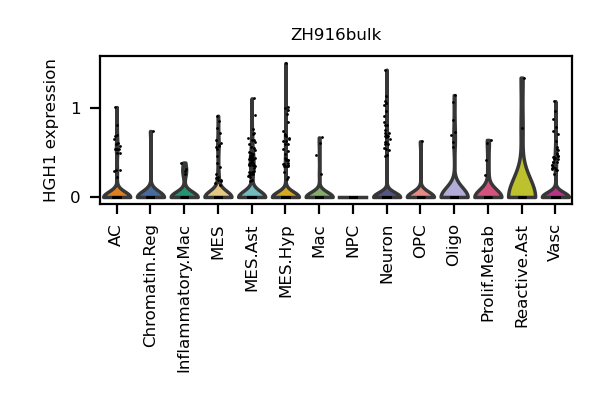 ZH916bulk
HGH1 expression
1
0
AC
Chromatin.Reg
Inflammatory.Mac
MES
MES.Ast
MES.Hyp
Mac
NPC
Neuron
OPC
Oligo
Prolif.Metab
Reactive.Ast
Vasc